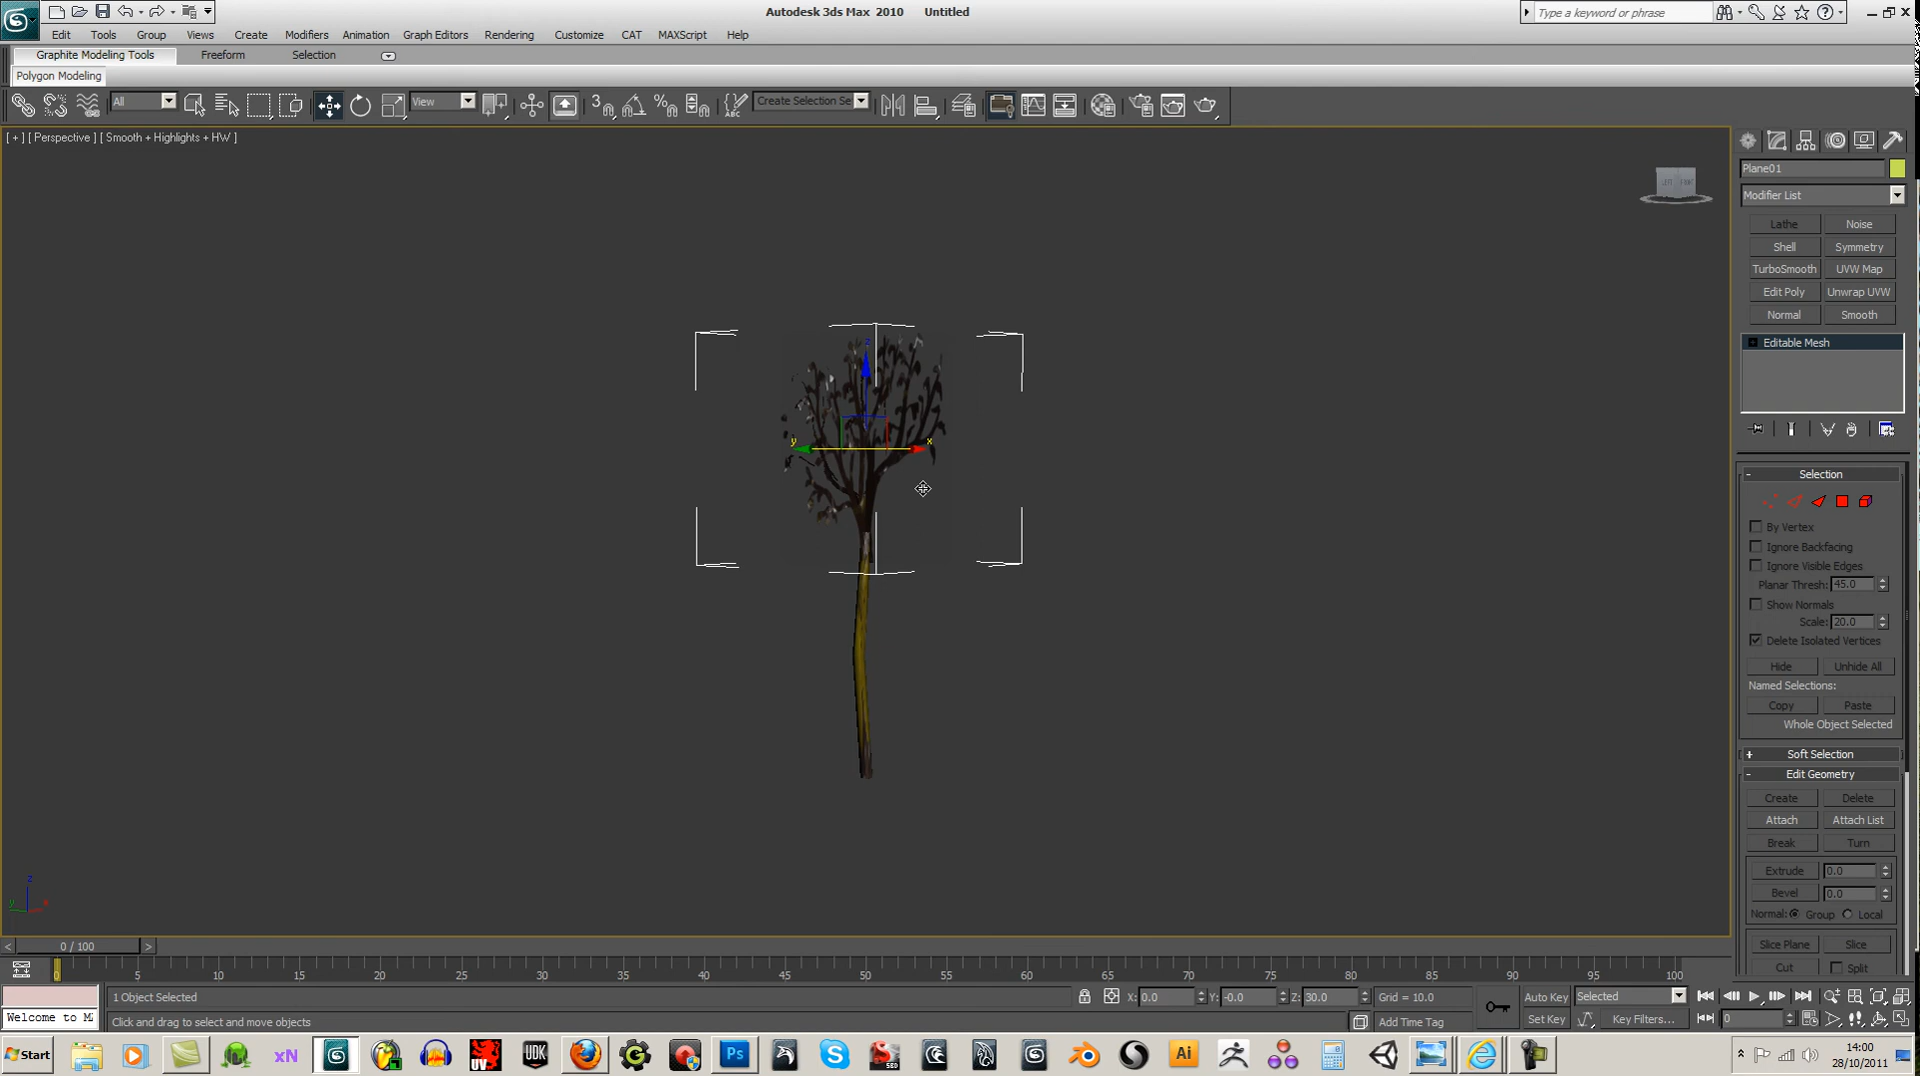 Autodesk 3ds Max 2010 Untitled
Type a keyword or phrase
Edit Tools Group Views Create Modifiers Animation Graph Editors Rendering Customize CAT MAXScript Help
Graphite Modeling Tools Freeform Selection
Polygon Modeling
All View Create Selection Se
[ + ] [ Perspective ] [ Smooth + Highlights + HW ]
Plane01
Modifier List
Lathe Noise
Shell Symmetry
TurboSmooth UVW Map
Edit Poly Unwrap UVW
Normal Smooth
Editable Mesh
Selection
By Vertex
Ignore Backfacing
Ignore Visible Edges
Planar Thresh: 45.0
Show Normals
Scale: 20.0
Delete Isolated Vertices
Hide Unhide All
Named Selections:
Copy Paste
Whole Object Selected
Soft Selection
Edit Geometry
Create Delete
Attach Attach List
Break Turn
Extrude 0.0
Bevel 0.0
Normal: Group Local
Slice Plane Slice
Cut Split
z
y x
z
y x
0 / 100
0 5 10 15 20 25 30 35 40 45 50 55 60 65 70 75 80 85 90 95 100
1 Object Selected X: 0.0 Y: -0.0 Z: 30.0 Grid = 10.0 Auto Key Selected
Welcome to M Click and drag to select and move objects Add Time Tag Set Key Key Filters... 0
Start xN UDK Ps Ai 14:00
28/10/2011